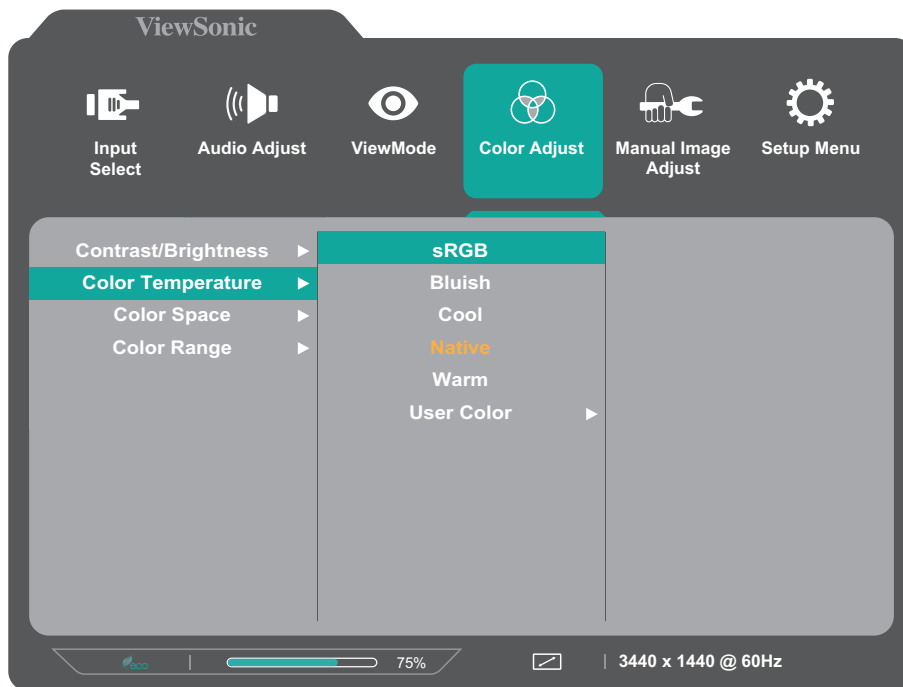 ViewSonic
Input Select
Audio Adjust
ViewMode
Color Adjust
Manual Image Adjust
Setup Menu
Contrast/Brightness
Color Temperature
Color Space
Color Range
sRGB
Bluish
Cool
Native
Warm
User Color
eco
75%
3440 x 1440 @ 60Hz